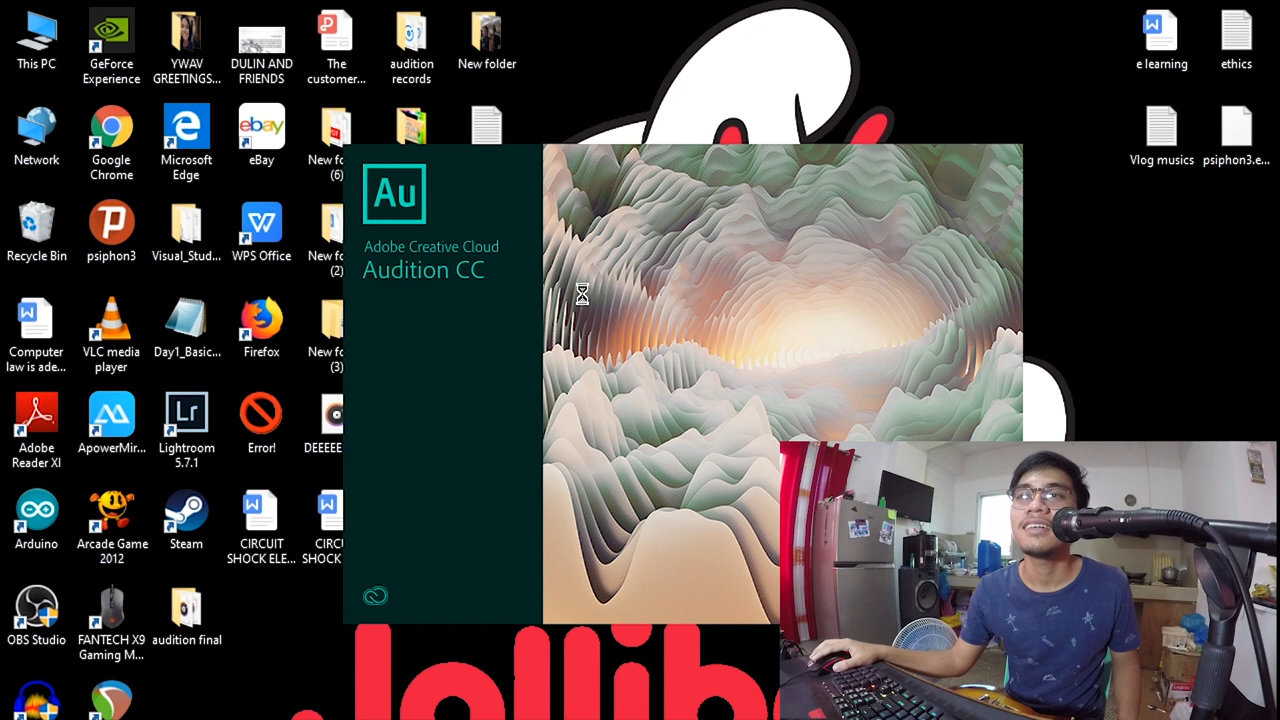 This PC
GeForce
Experience
YWAV
GREETINGS...
DULIN AND
FRIENDS
The
customer...
audition
records
New folder
e learning
ethics
Network
Google
Chrome
Microsoft
Edge
ebay
eBay
New fo
(6)
Vlog musics
psiphon3.e...
Au
Adobe Creative Cloud
Audition CC
Recycle Bin
psiphon3
Visual_Stud...
WPS Office
New fo
(2)
Computer
law is ade...
VLC media
player
Day1_Basic...
Firefox
New fo
(3)
Lr
Adobe
Reader XI
ApowerMir...
Lightroom
5.7.1
Error!
DEEEEE
Arduino
Arcade Game
2012
Steam
CIRCUIT
SHOCK ELE...
CIRCU
SHOCK
OBS Studio
FANTECH X9
Gaming M...
audition final
Jollib